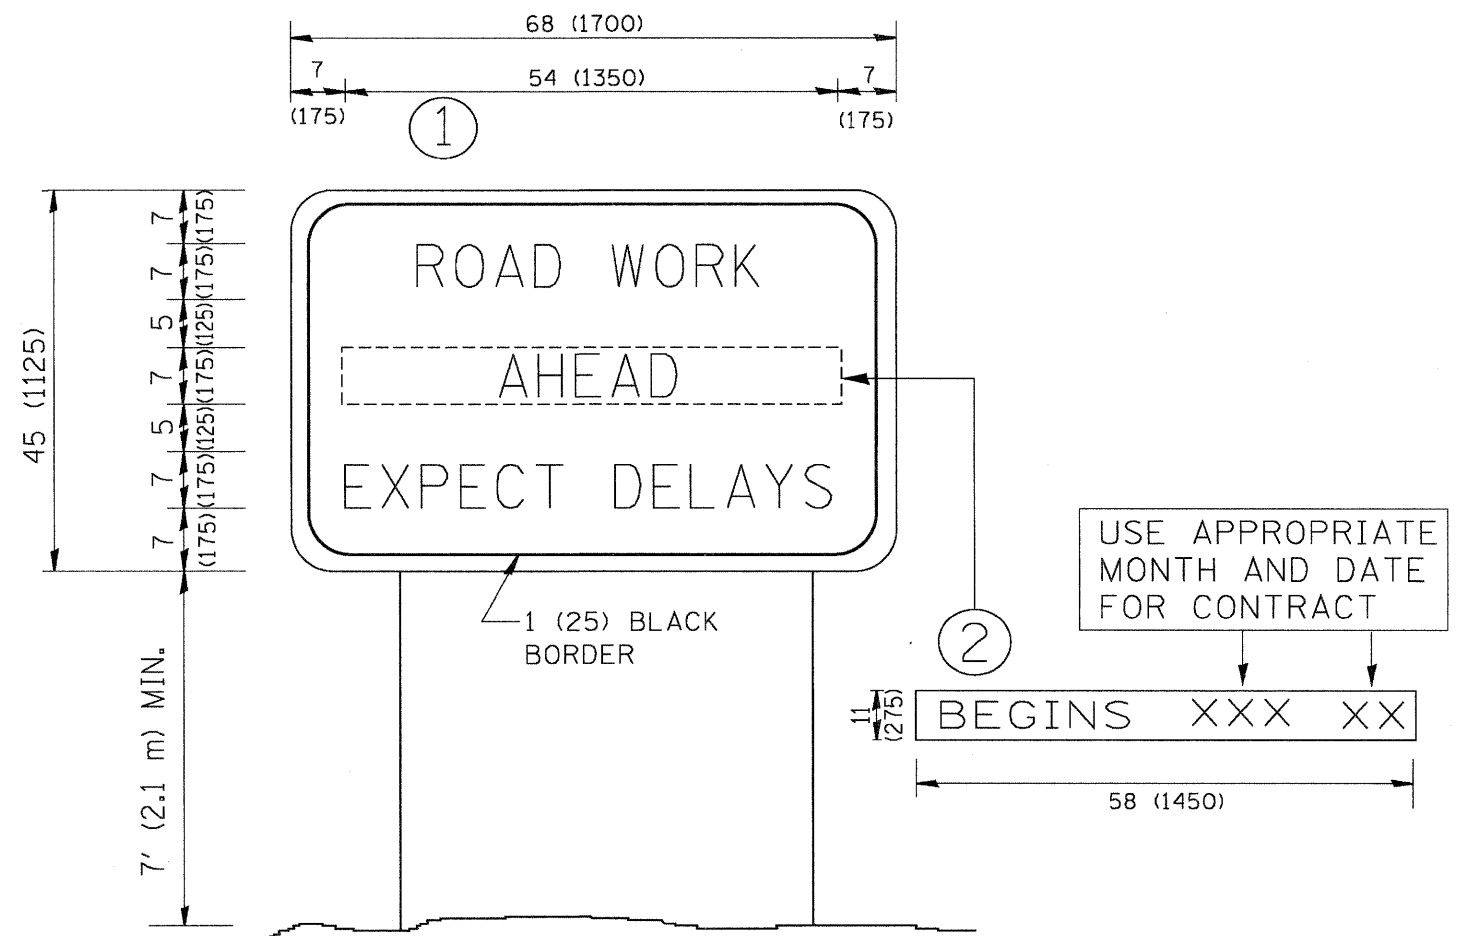 68 (1700)
7
54 (1350)
7
(175)
(175)
1
7
(175)
7
(175)
5
(125)
7
(175)
5
(125)
7
(175)
7
(175)
45 (1125)
ROAD WORK
AHEAD
EXPECT DELAYS
1 (25) BLACK
BORDER
7' (2.1 m) MIN.
2
USE APPROPRIATE
MONTH AND DATE
FOR CONTRACT
11
(275)
BEGINS XXX XX
58 (1450)